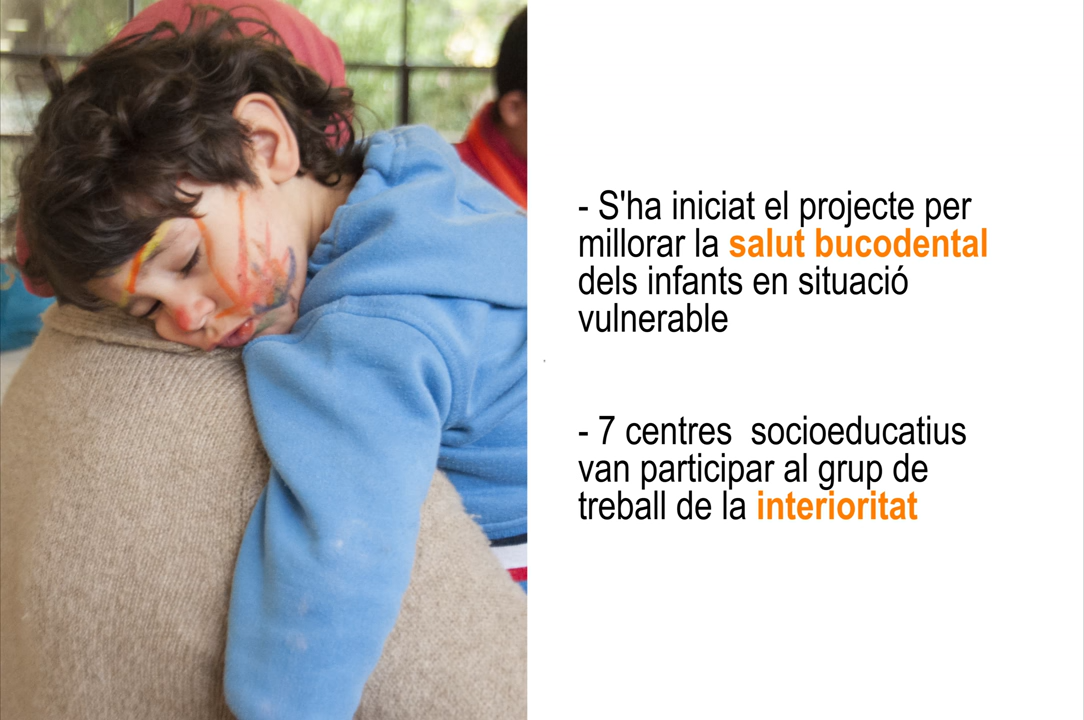 - S'ha iniciat el projecte per
millorar la salut bucodental
dels infants en situació
vulnerable
- 7 centres  socioeducatius
van participar al grup de
treball de la interioritat